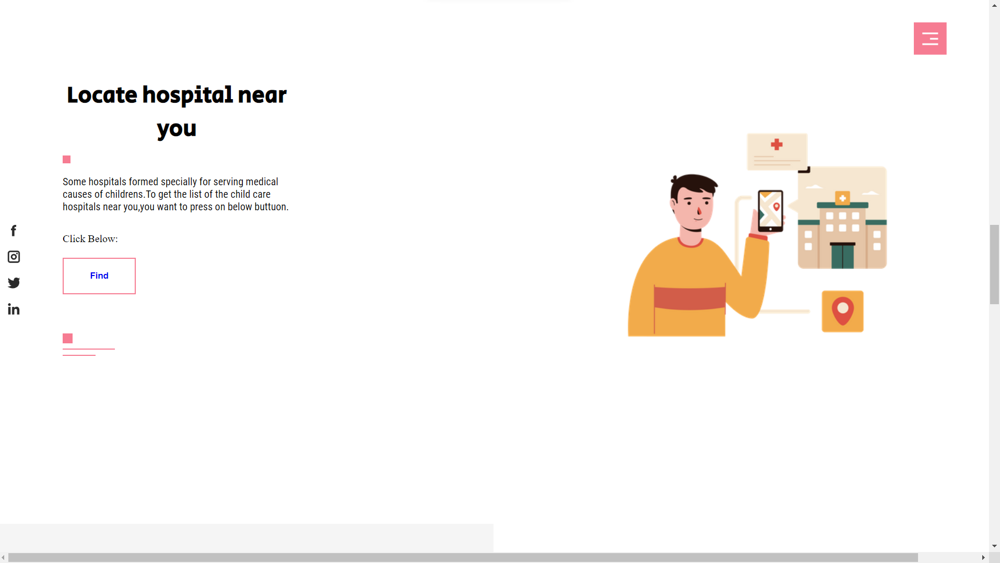 Locate hospital near
you
Some hospitals formed specially for serving medical
causes of childrens.To get the list of the child care
hospitals near you,you want to press on below buttuon.
Click Below:
Find